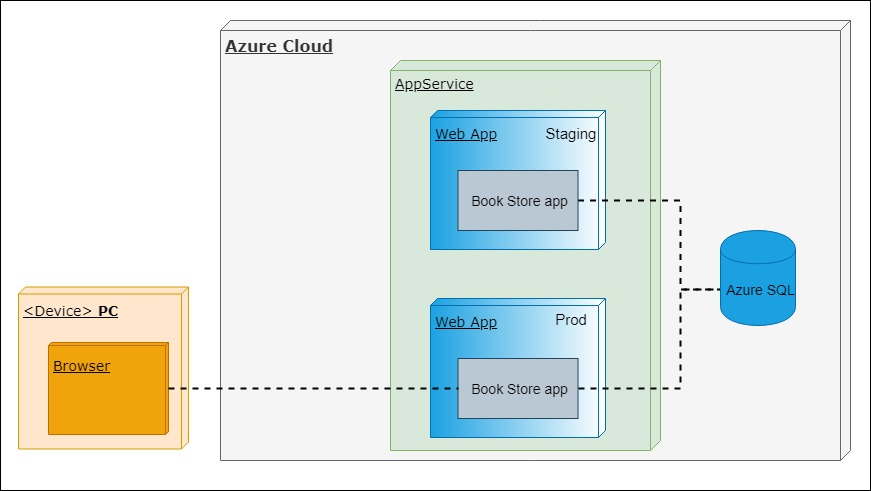 Azure Cloud
AppService
Web App
Staging
Book Store app
Azure SQL
<Device> PC
Browser
Web App
Prod
Book Store app